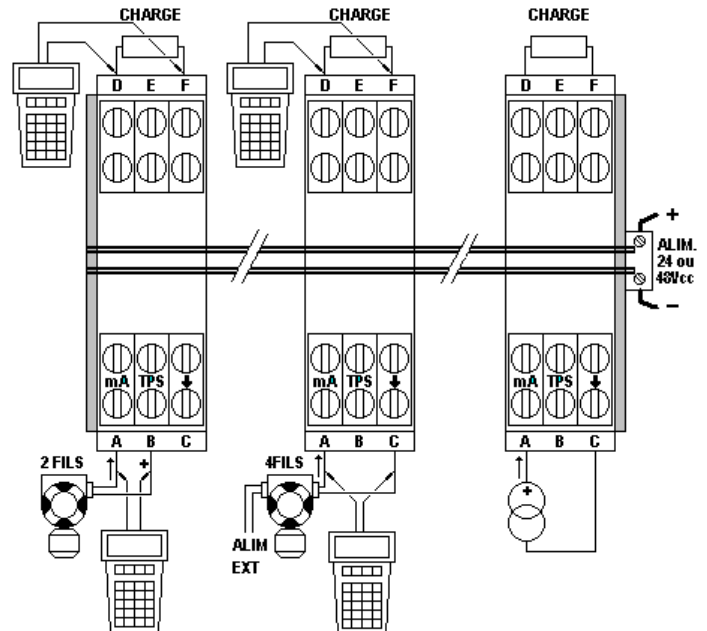 CHARGE CHARGE CHARGE
D E F D E F D E F
+
ALIM.
24 ou
48Vcc
−
mA TPS mA TPS mA TPS
A B C A B C A B C
2 FILS + 4FILS
+
ALIM
EXT